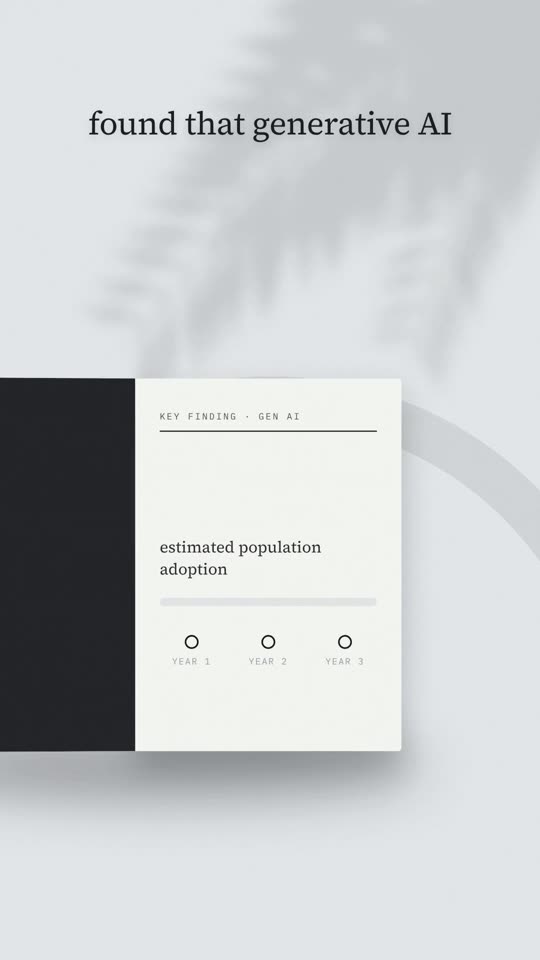 found that generative AI
KEY FINDING · GEN AI
estimated population
adoption
YEAR 1 YEAR 2 YEAR 3